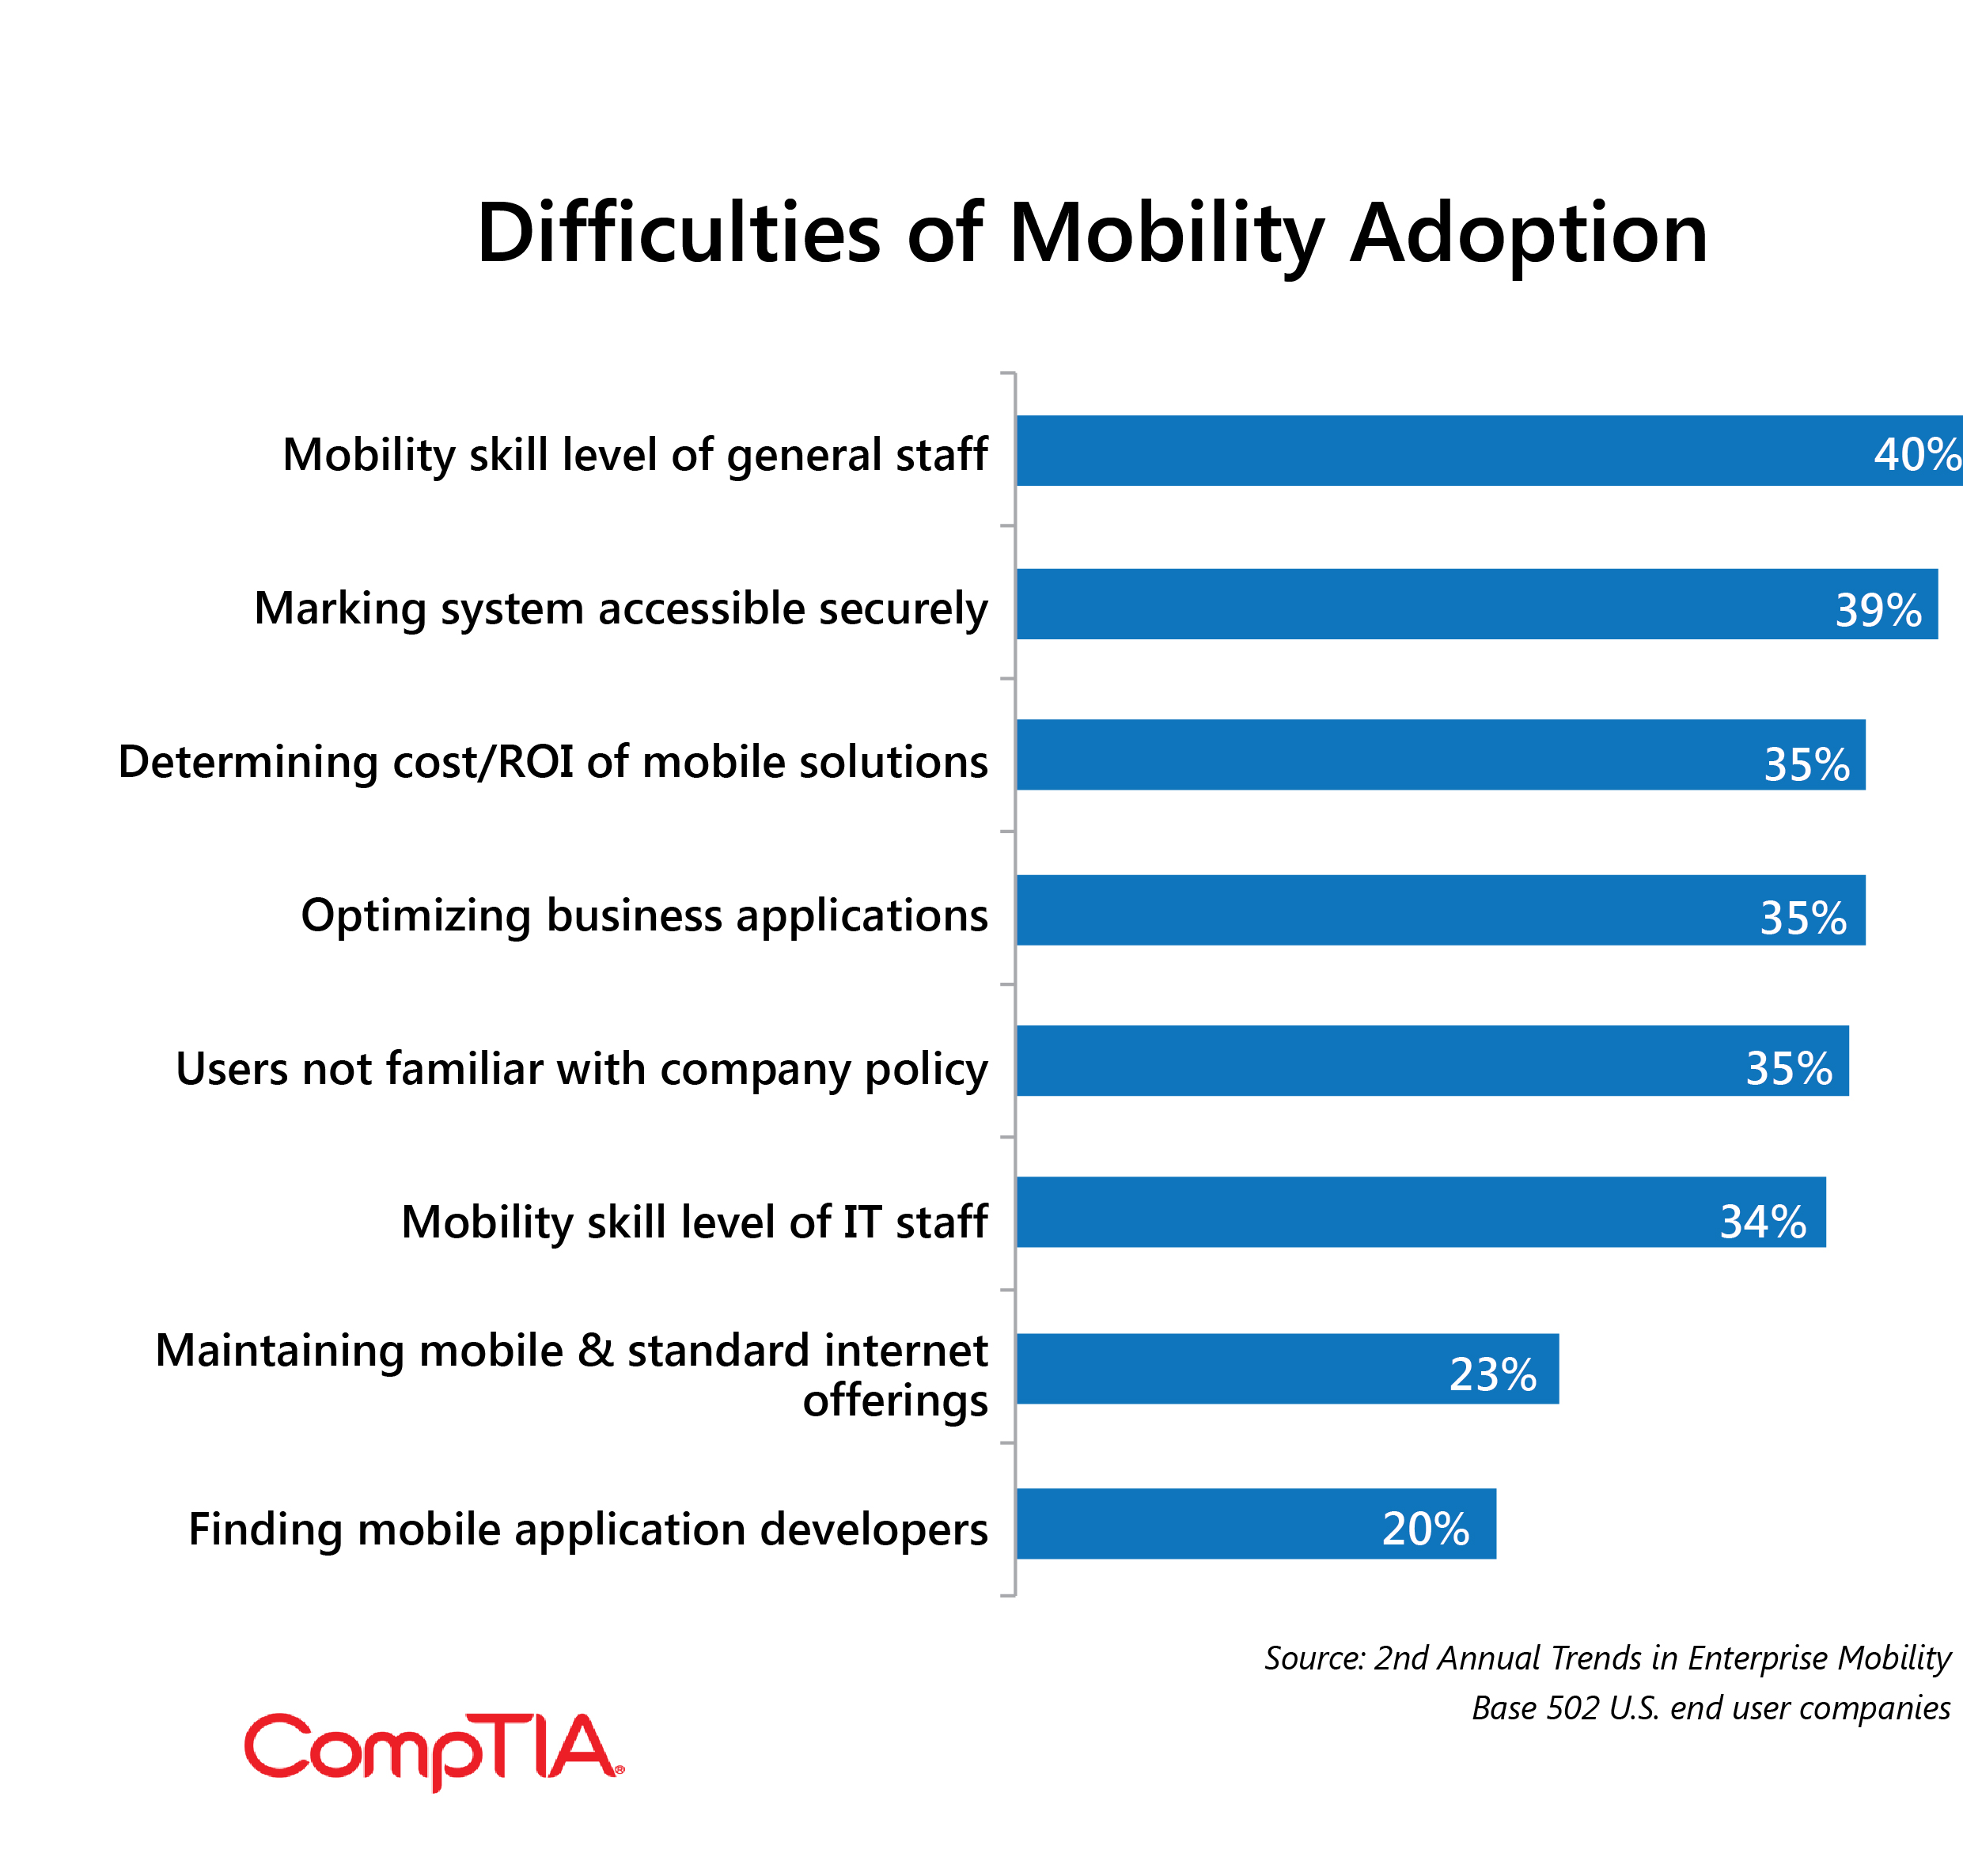 Difficulties of Mobility Adoption
Mobility skill level of general staff
40%
Marking system accessible securely
39%
Determining cost/ROI of mobile solutions
35%
Optimizing business applications
35%
Users not familiar with company policy
35%
Mobility skill level of IT staff
34%
Maintaining mobile & standard internet
offerings
23%
Finding mobile application developers
20%
Source: 2nd Annual Trends in Enterprise Mobility
Base 502 U.S. end user companies
CompTIA®